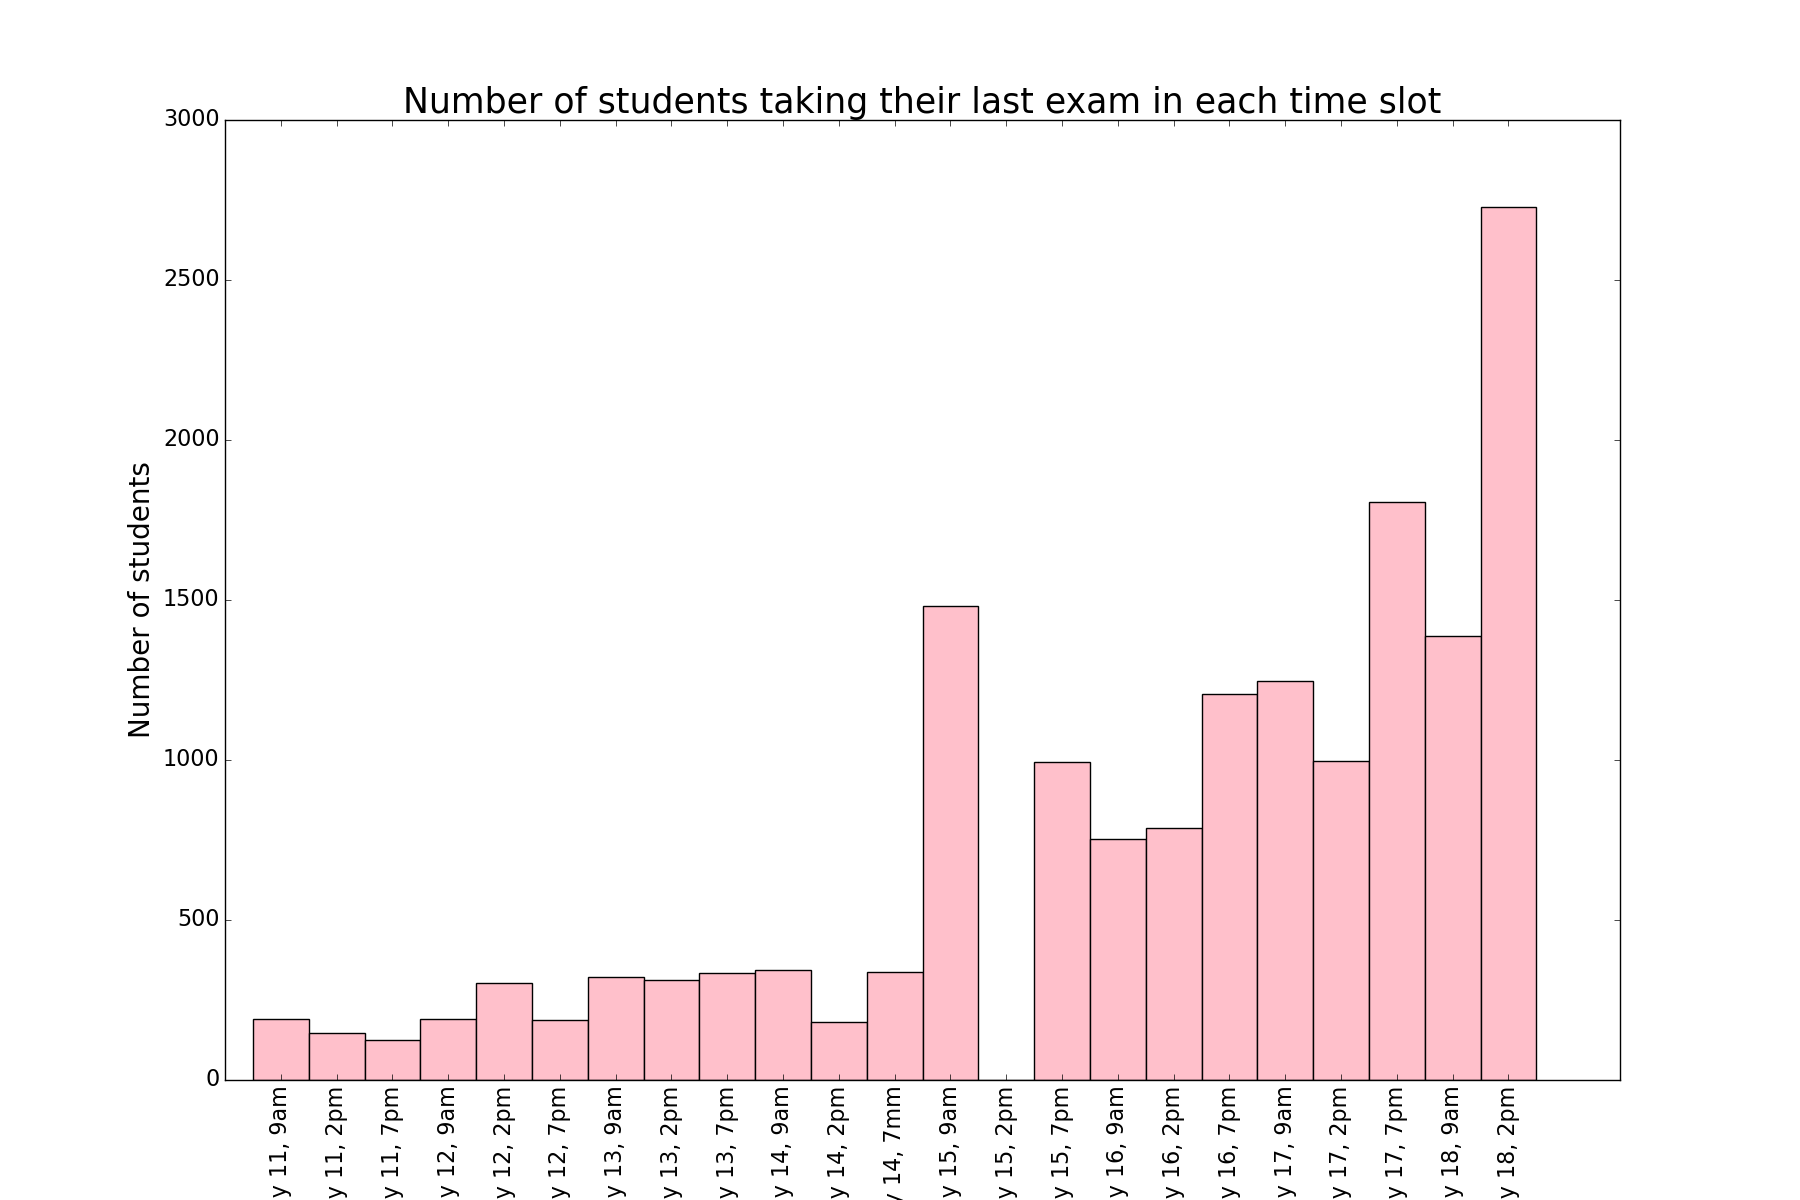 Number of students taking their last exam in each time slot
3000
2500
2000
1500
1000
500
0
Number of students
y 11, 9am
y 11, 2pm
y 11, 7pm
y 12, 9am
y 12, 2pm
y 12, 7pm
y 13, 9am
y 13, 2pm
y 13, 7pm
y 14, 9am
y 14, 2pm
y 14, 7mm
y 15, 9am
y 15, 2pm
y 15, 7pm
y 16, 9am
y 16, 2pm
y 16, 7pm
y 17, 9am
y 17, 2pm
y 17, 7pm
y 18, 9am
y 18, 2pm